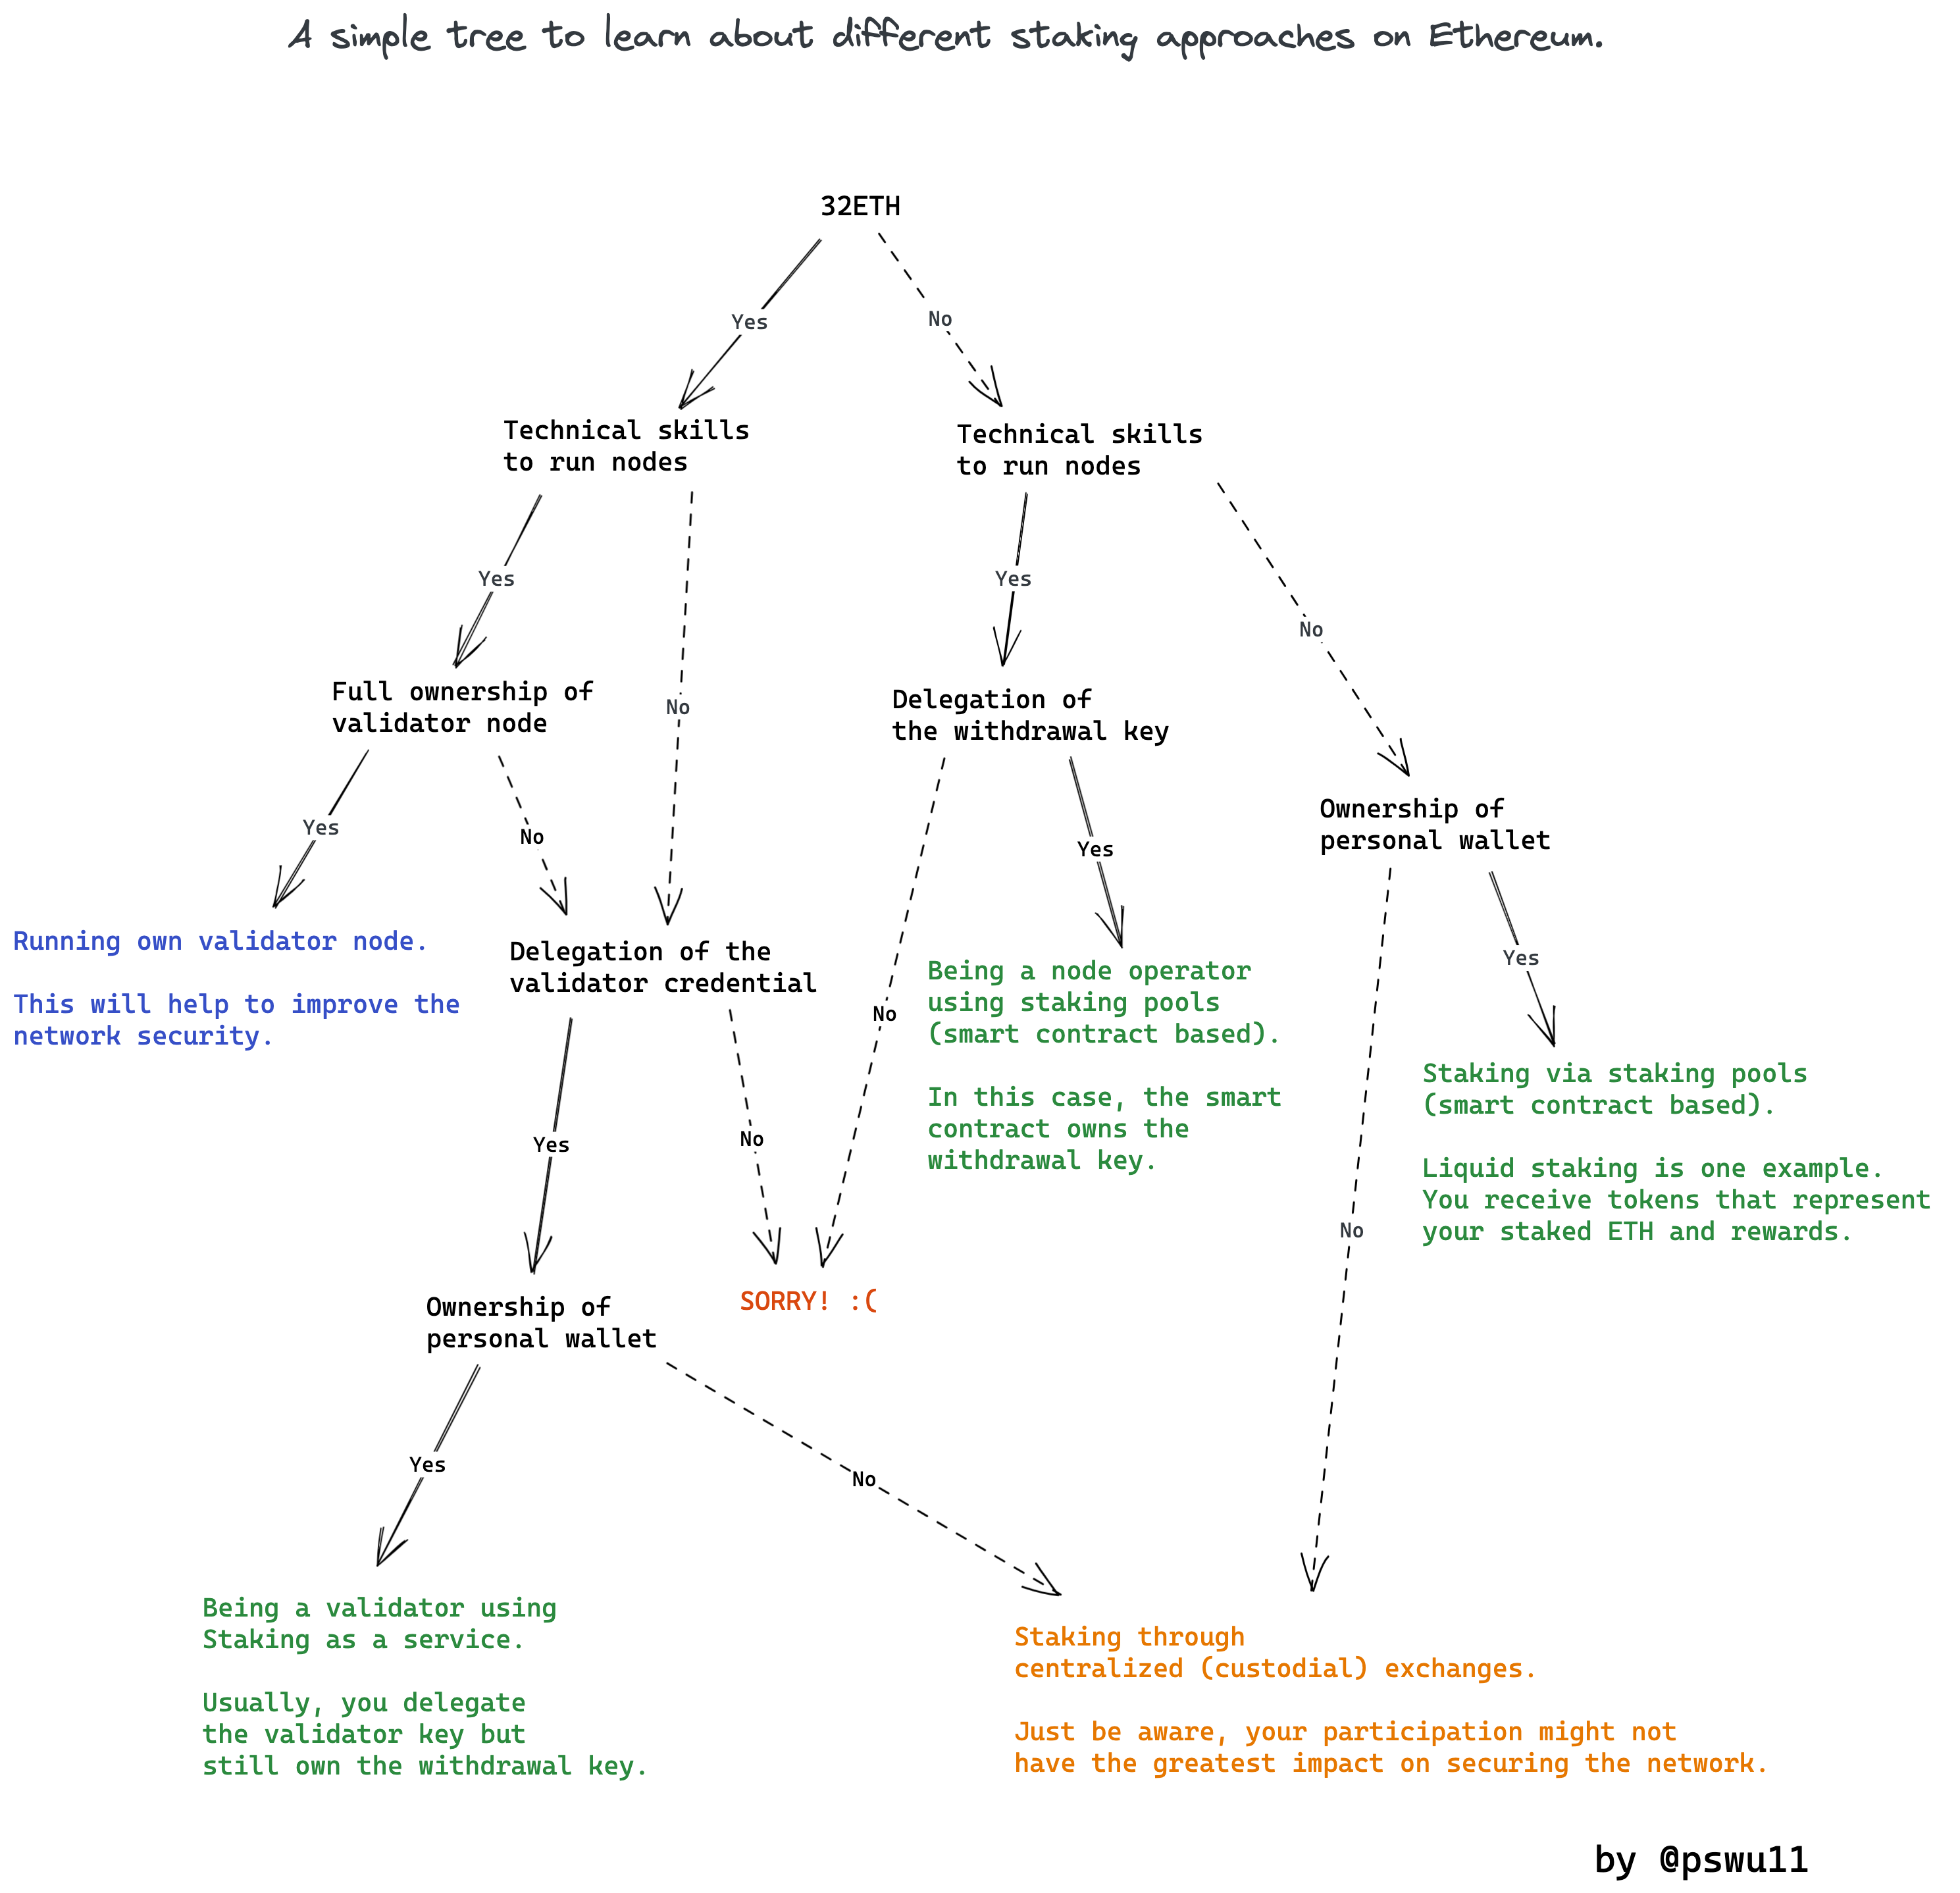 A simple tree to learn about different staking approaches on Ethereum.
32ETH
Yes
No
Technical skills
to run nodes
Technical skills
to run nodes
Yes
No
Yes
No
Full ownership of
validator node
Delegation of
the withdrawal key
Ownership of
personal wallet
Yes
No
No
Yes
No
Yes
Running own validator node.
This will help to improve the
network security.
Delegation of the
validator credential
Being a node operator
using staking pools
(smart contract based).
In this case, the smart
contract owns the
withdrawal key.
Staking via staking pools
(smart contract based).
Liquid staking is one example.
You receive tokens that represent
your staked ETH and rewards.
Yes
No
SORRY! :(
Ownership of
personal wallet
Yes
No
Being a validator using
Staking as a service.
Usually, you delegate
the validator key but
still own the withdrawal key.
Staking through
centralized (custodial) exchanges.
Just be aware, your participation might not
have the greatest impact on securing the network.
by @pswu11